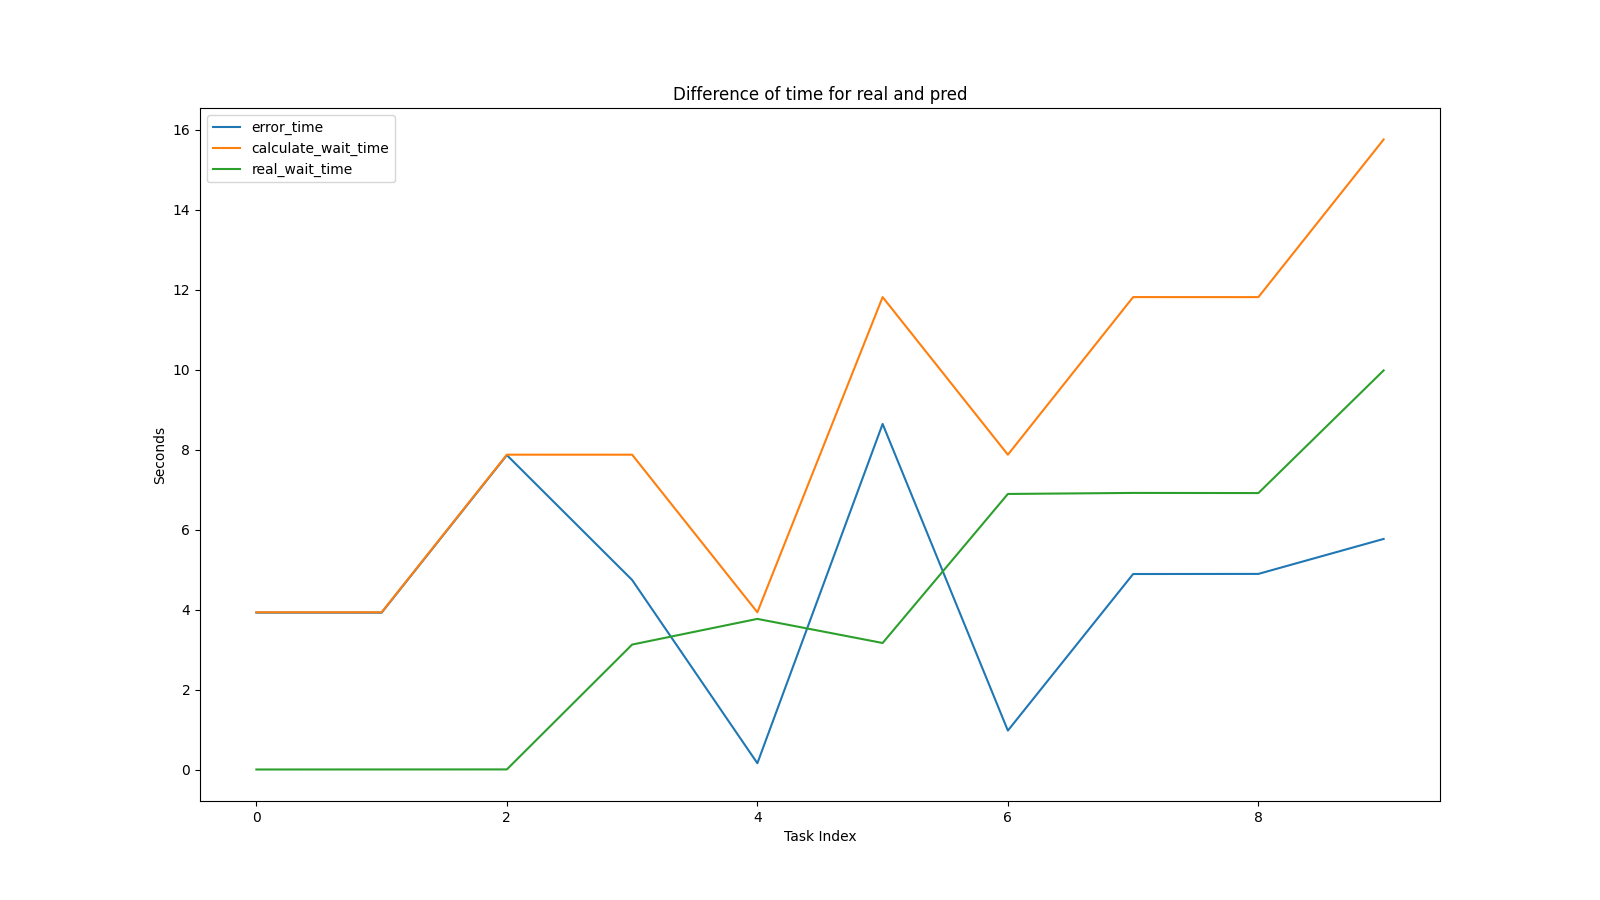 Difference of time for real and pred
error_time
calculate_wait_time
real_wait_time
16
14
12
10
8
6
4
2
0
Seconds
0 2 4 6 8
Task Index